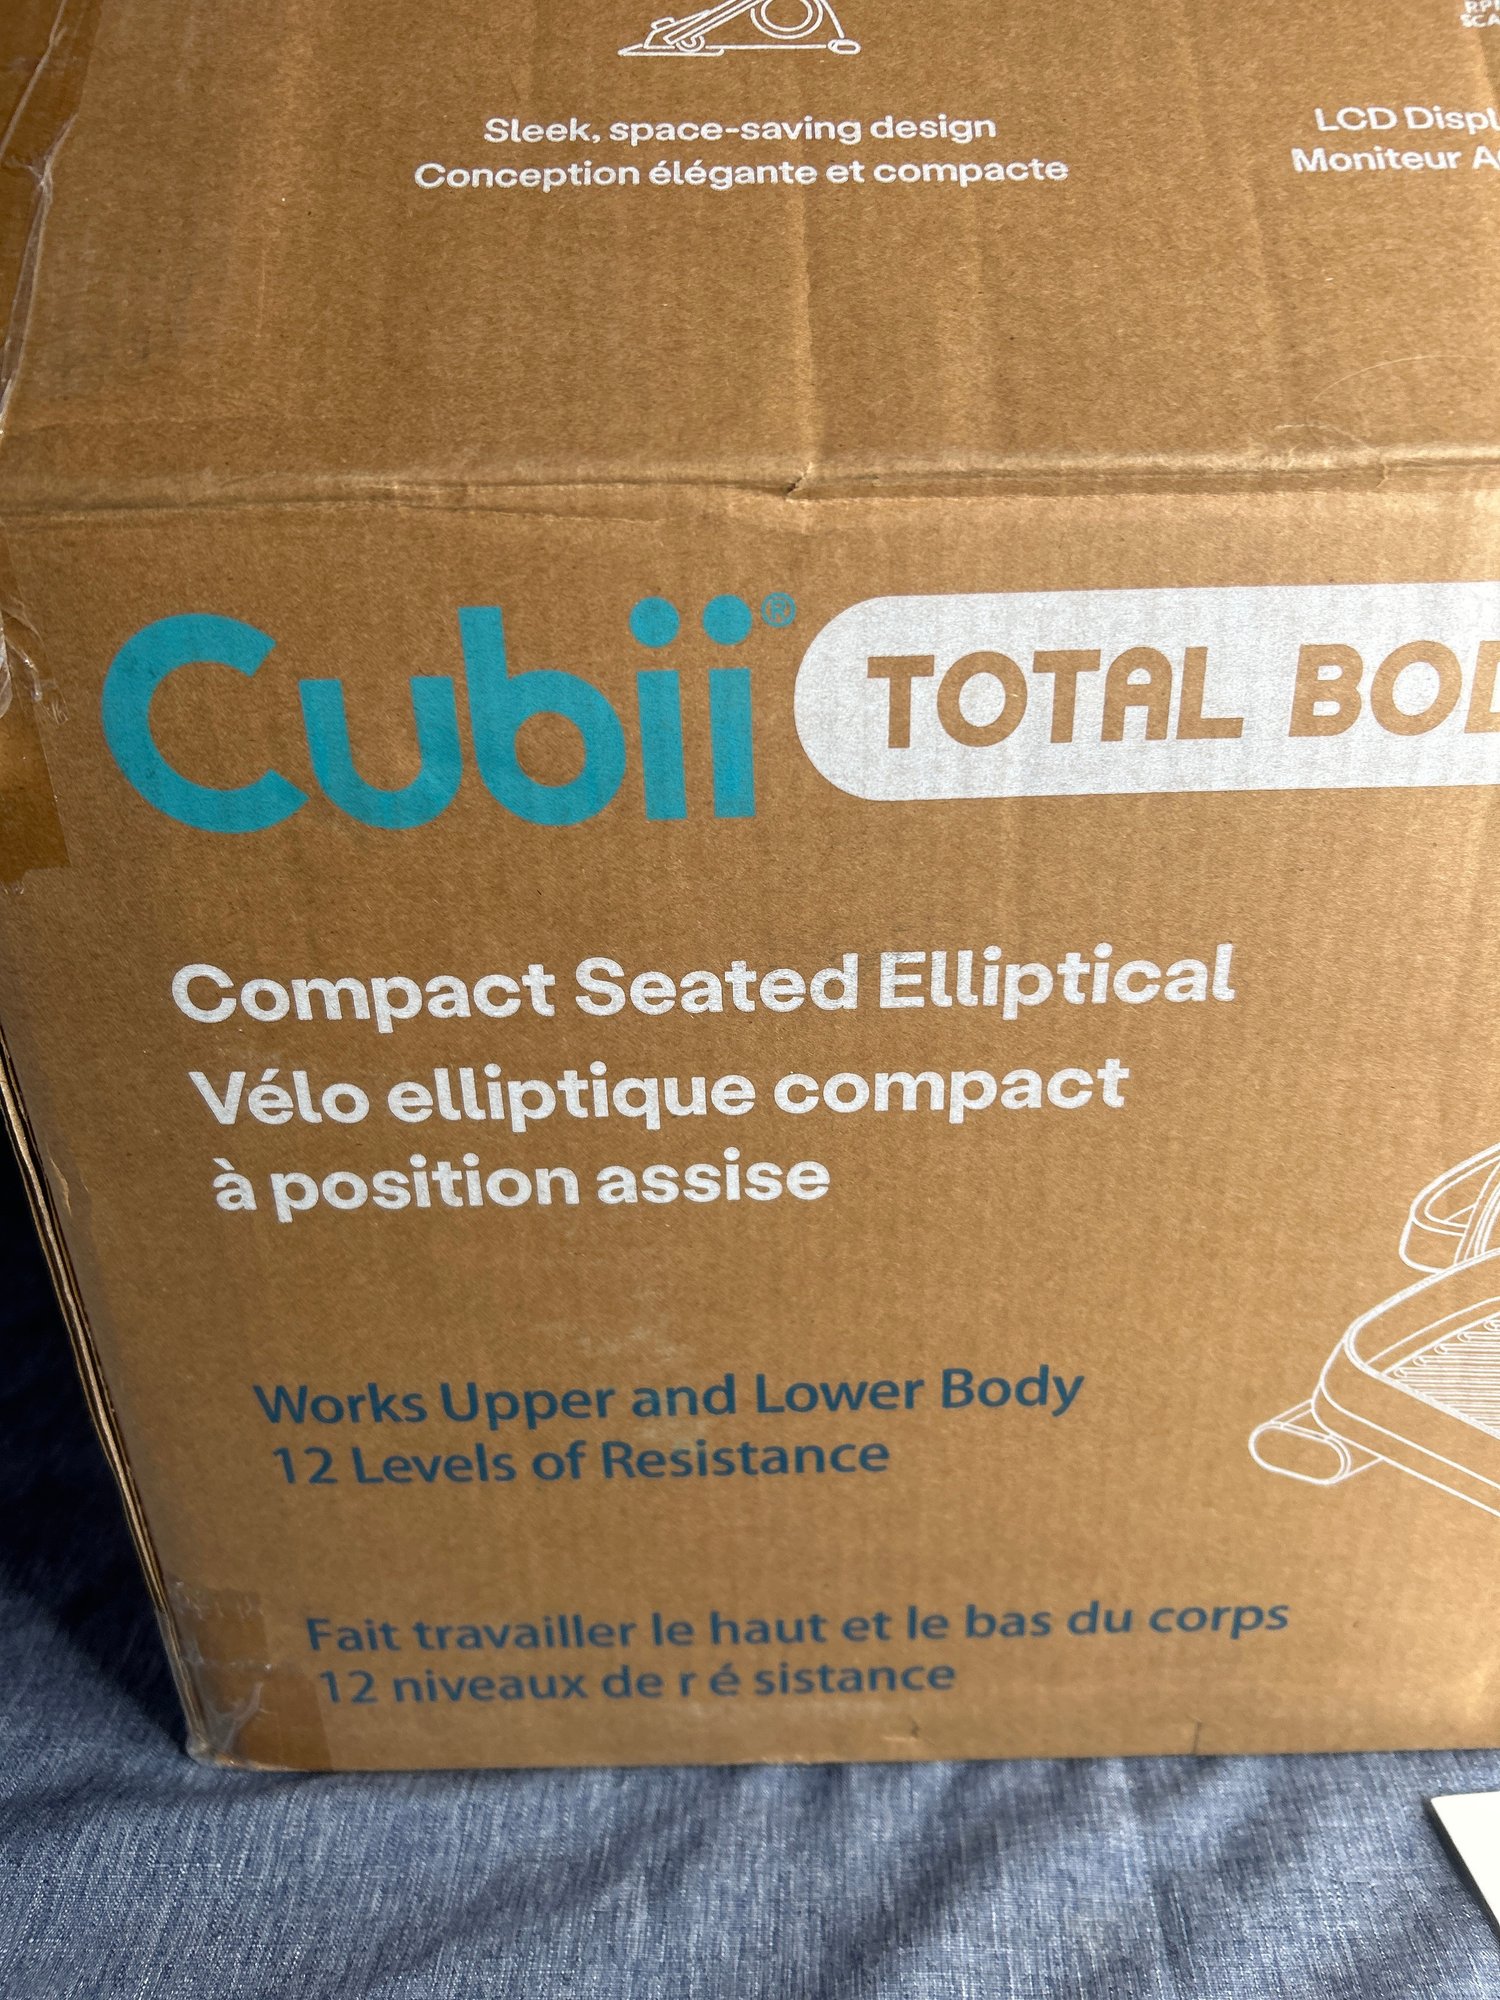 Sleek, space-saving design
Conception élégante et compacte
LCD
Moniteur
Cubii®
TOTAL
Compact Seated Elliptical
Vélo elliptique compact
à position assise
Works Upper and Lower Body
12 Levels of Resistance
Fait travailler le haut et le bas du corps
12 niveaux de r é sistance